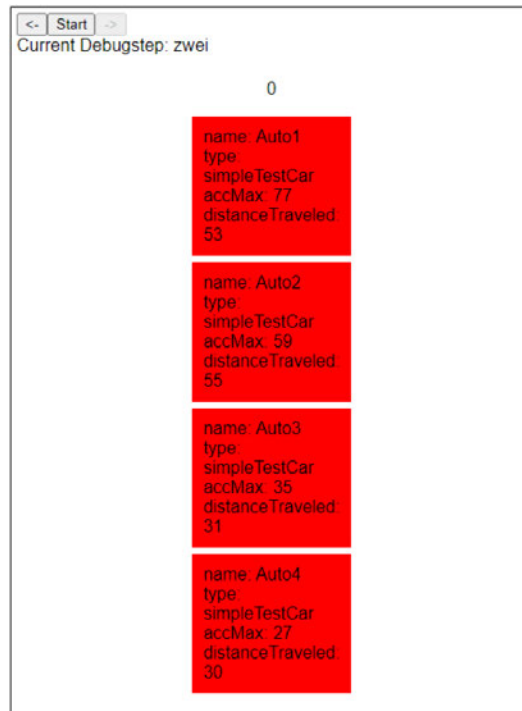 <- Start ->
Current Debugstep: zwei
0
name: Auto1
type:
simpleTestCar
accMax: 77
distanceTraveled:
53
name: Auto2
type:
simpleTestCar
accMax: 59
distanceTraveled:
55
name: Auto3
type:
simpleTestCar
accMax: 35
distanceTraveled:
31
name: Auto4
type:
simpleTestCar
accMax: 27
distanceTraveled:
30